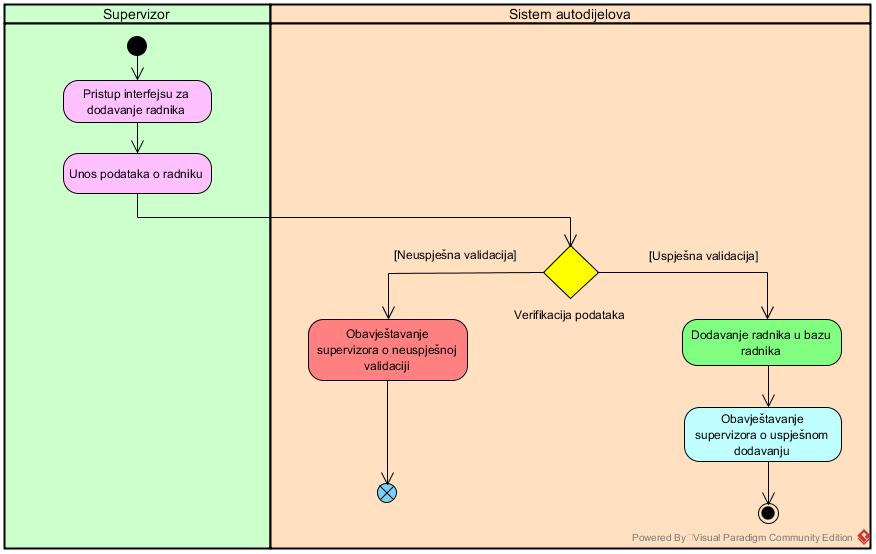 Supervizor
Sistem autodijelova
Pristup interfejsu za
dodavanje radnika
Unos podataka o radniku
[Neuspješna validacija]
[Uspješna validacija]
Verifikacija podataka
Obavještavanje
supervizora o neuspješnoj
validaciji
Dodavanje radnika u bazu
radnika
Obavještavanje
supervizora o uspješnom
dodavanju
Powered By Visual Paradigm Community Edition